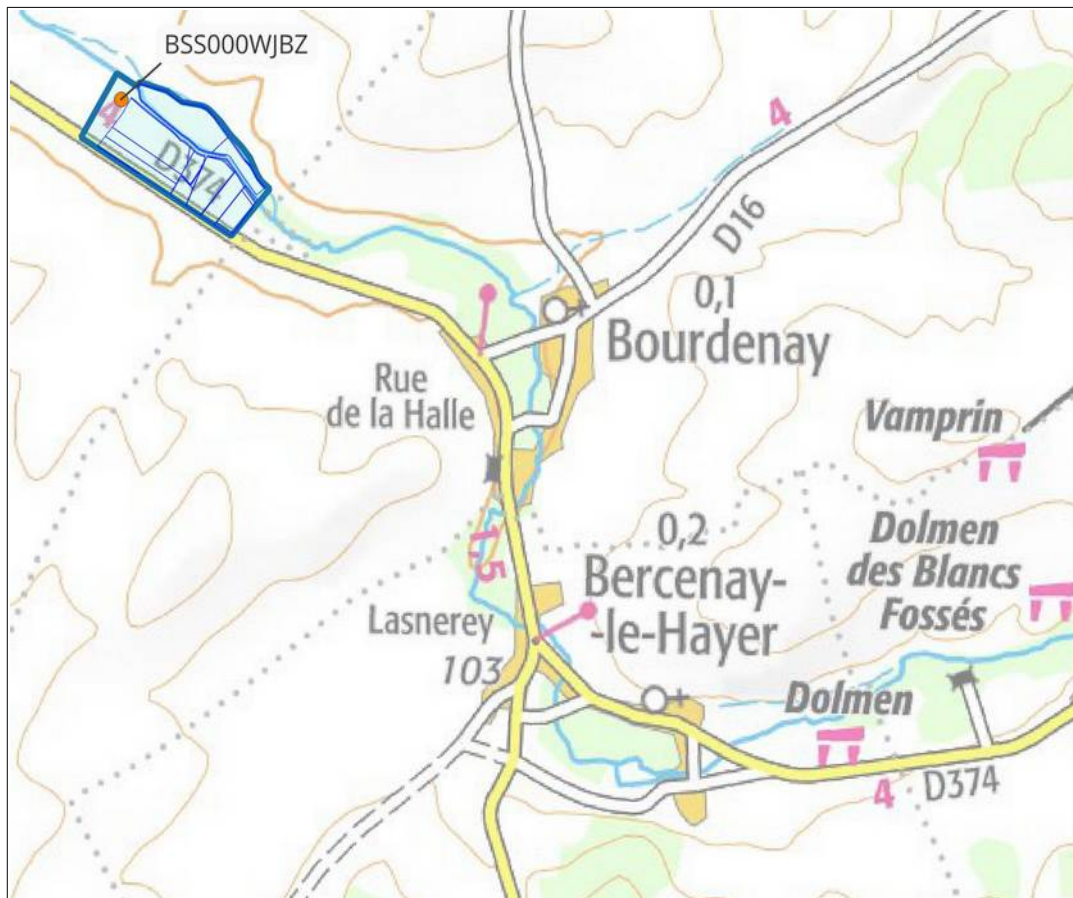 BSS000WJBZ
4
D374
4
D16
0,1
Bourdenay
Rue
de la Halle
Vamprin
0,2
Bercenay-
-le-Hayer
Dolmen
des Blancs
Fossés
1,5
Lasnerey
103
Dolmen
4
D374